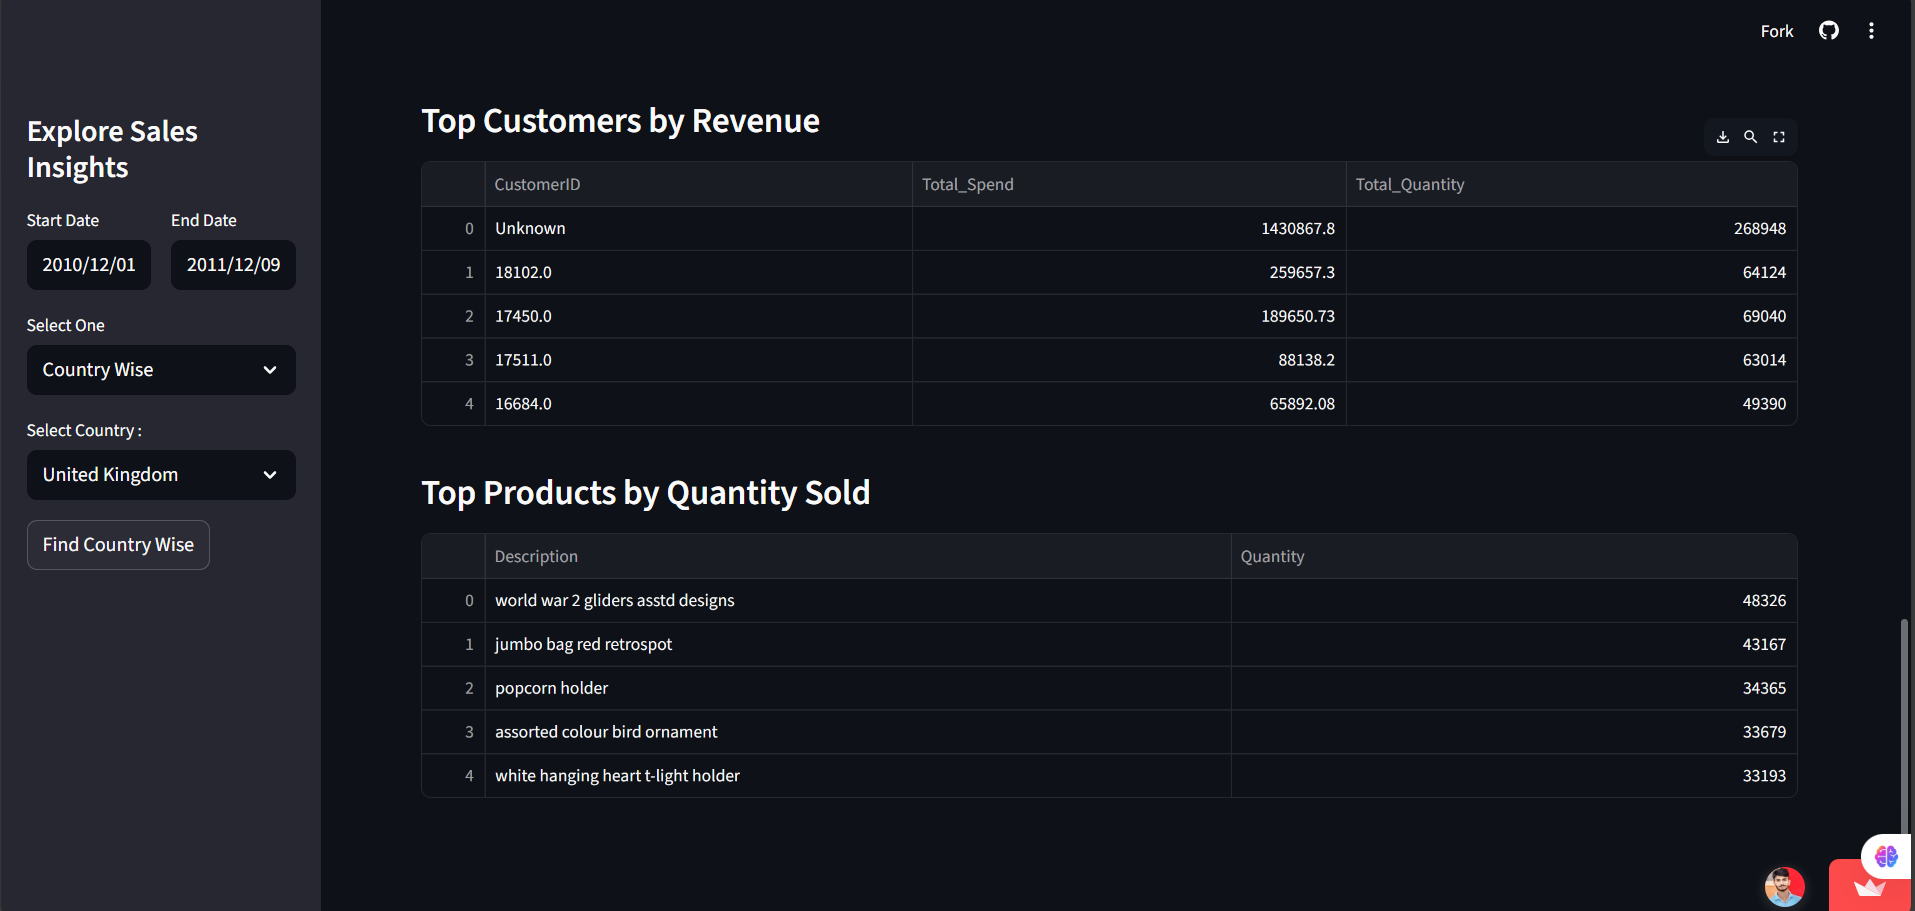 Fork
Explore Sales
Insights
Start Date End Date
2010/12/01 2011/12/09
Select One
Country Wise
Select Country :
United Kingdom
Find Country Wise
Top Customers by Revenue
CustomerID Total_Spend Total_Quantity
0 Unknown 1430867.8 268948
1 18102.0 259657.3 64124
2 17450.0 189650.73 69040
3 17511.0 88138.2 63014
4 16684.0 65892.08 49390
Top Products by Quantity Sold
Description Quantity
0 world war 2 gliders asstd designs 48326
1 jumbo bag red retrospot 43167
2 popcorn holder 34365
3 assorted colour bird ornament 33679
4 white hanging heart t-light holder 33193